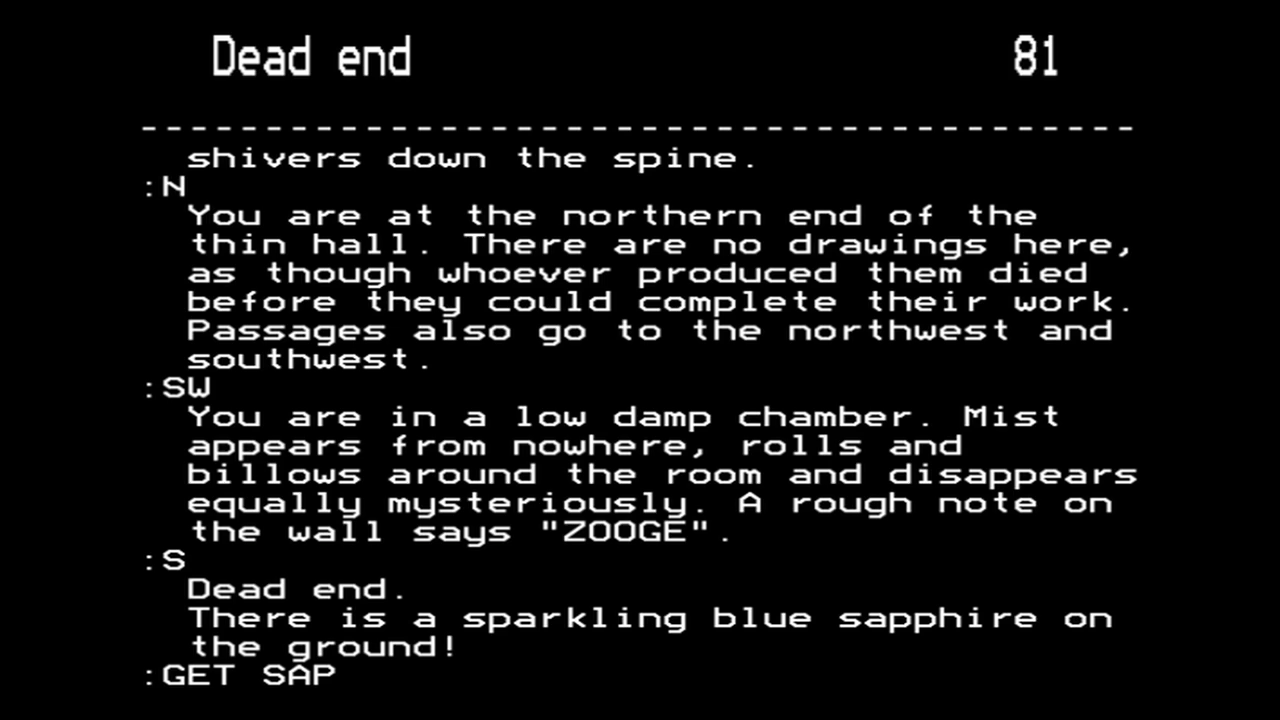 Dead end 81
-----------------------------------------
shivers down the spine.
:N
You are at the northern end of the
thin hall. There are no drawings here,
as though whoever produced them died
before they could complete their work.
Passages also go to the northwest and
southwest.
:SW
You are in a low damp chamber. Mist
appears from nowhere, rolls and
billows around the room and disappears
equally mysteriously. A rough note on
the wall says "ZOOGE".
:S
Dead end.
There is a sparkling blue sapphire on
the ground!
:GET SAP